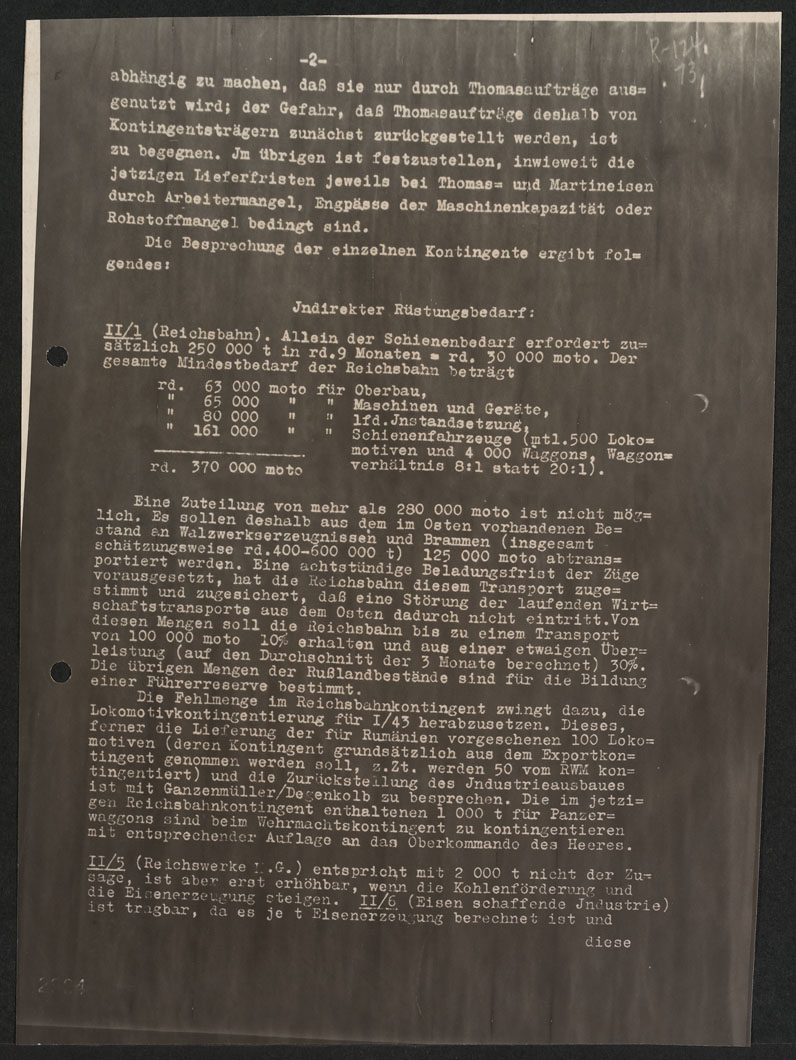 -2-
R-124
73
abhängig zu machen, daß sie nur durch Thomasaufträge aus=
genutzt wird; der Gefahr, daß Thomasaufträge deshalb von
Kontingentsträgern zunächst zurückgestellt werden, ist
zu begegnen. Jm übrigen ist festzustellen, inwieweit die
jetzigen Lieferfristen jeweils bei Thomas= und Martineisen
durch Arbeitermangel, Engpässe der Maschinenkapazität oder
Rohstoffmangel bedingt sind.
Die Besprechung der einzelnen Kontingente ergibt fol=
gendes:
Jndirekter Rüstungsbedarf:
II/1 (Reichsbahn). Allein der Schienenbedarf erfordert zu=
sätzlich 250 000 t in rd.9 Monaten = rd. 30 000 moto. Der
gesamte Mindestbedarf der Reichsbahn beträgt
rd. 63 000 moto für Oberbau,
" 65 000 " " Maschinen und Geräte,
" 80 000 " " lfd.Jnstandsetzung,
" 161 000 " " Schienenfahrzeuge (mtl.500 Loko=
motiven und 4 000 Waggons, Waggon=
rd. 370 000 moto verhältnis 8:1 statt 20:1).
Eine Zuteilung von mehr als 280 000 moto ist nicht mög=
lich. Es sollen deshalb aus dem im Osten vorhandenen Be=
stand an Walzwerkserzeugnissen und Brammen (insgesamt
schätzungsweise rd.400-600 000 t) 125 000 moto abtrans=
portiert werden. Eine achtstündige Beladungsfrist der Züge
vorausgesetzt, hat die Reichsbahn diesem Transport zuge=
stimmt und zugesichert, daß eine Störung der laufenden Wirt=
schaftstransporte aus dem Osten dadurch nicht eintritt.Von
diesen Mengen soll die Reichsbahn bis zu einem Transport
von 100 000 moto 10% erhalten und aus einer etwaigen Über=
leistung (auf den Durchschnitt der 3 Monate berechnet) 30%.
Die übrigen Mengen der Rußlandbestände sind für die Bildung
einer Führerreserve bestimmt.
Die Fehlmenge im Reichsbahnkontingent zwingt dazu, die
Lokomotivkontingentierung für I/43 herabzusetzen. Dieses,
ferner die Lieferung der für Rumänien vorgesehenen 100 Loko=
motiven (deren Kontingent grundsätzlich aus dem Exportkon=
tingent genommen werden soll, z.Zt. werden 50 vom RWM kon=
tingentiert) und die Zurückstellung des Jndustrieausbaues
ist mit Ganzenmüller/Degenkolb zu besprechen. Die im jetzi=
gen Reichsbahnkontingent enthaltenen 1 000 t für Panzer=
waggons sind beim Wehrmachtskontingent zu kontingentieren
mit entsprechender Auflage an das Oberkommando des Heeres.
II/5 (Reichswerke .G.) entspricht mit 2 000 t nicht der Zu=
sage, ist aber erst erhöhbar, wenn die Kohlenförderung und
die Eisenerzeugung steigen. II/6 (Eisen schaffende Jndustrie)
ist tragbar, da es je t Eisenerzeugung berechnet ist und
diese